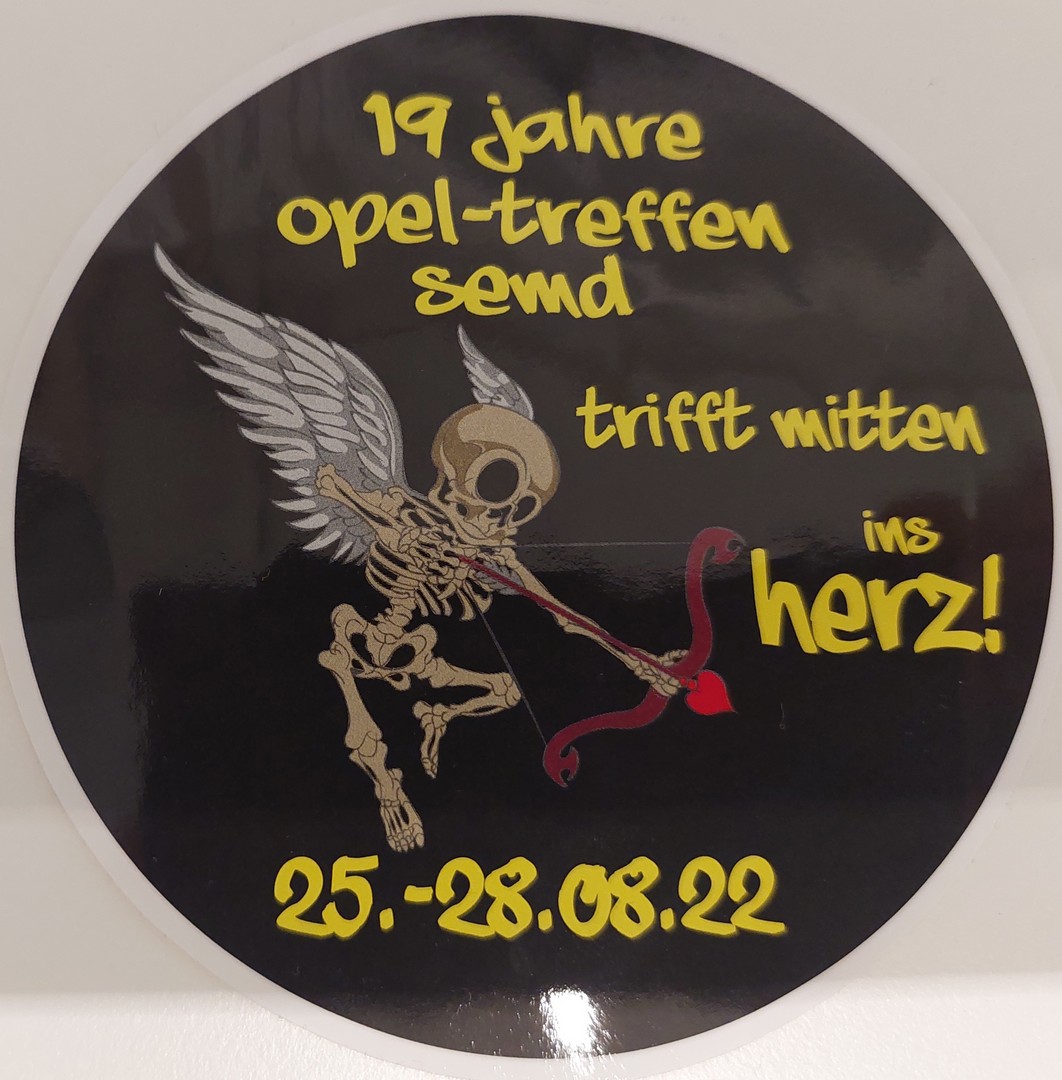 19 jahre
opel-treffen
semd
trifft mitten
ins
herz!
25.-28.08.22